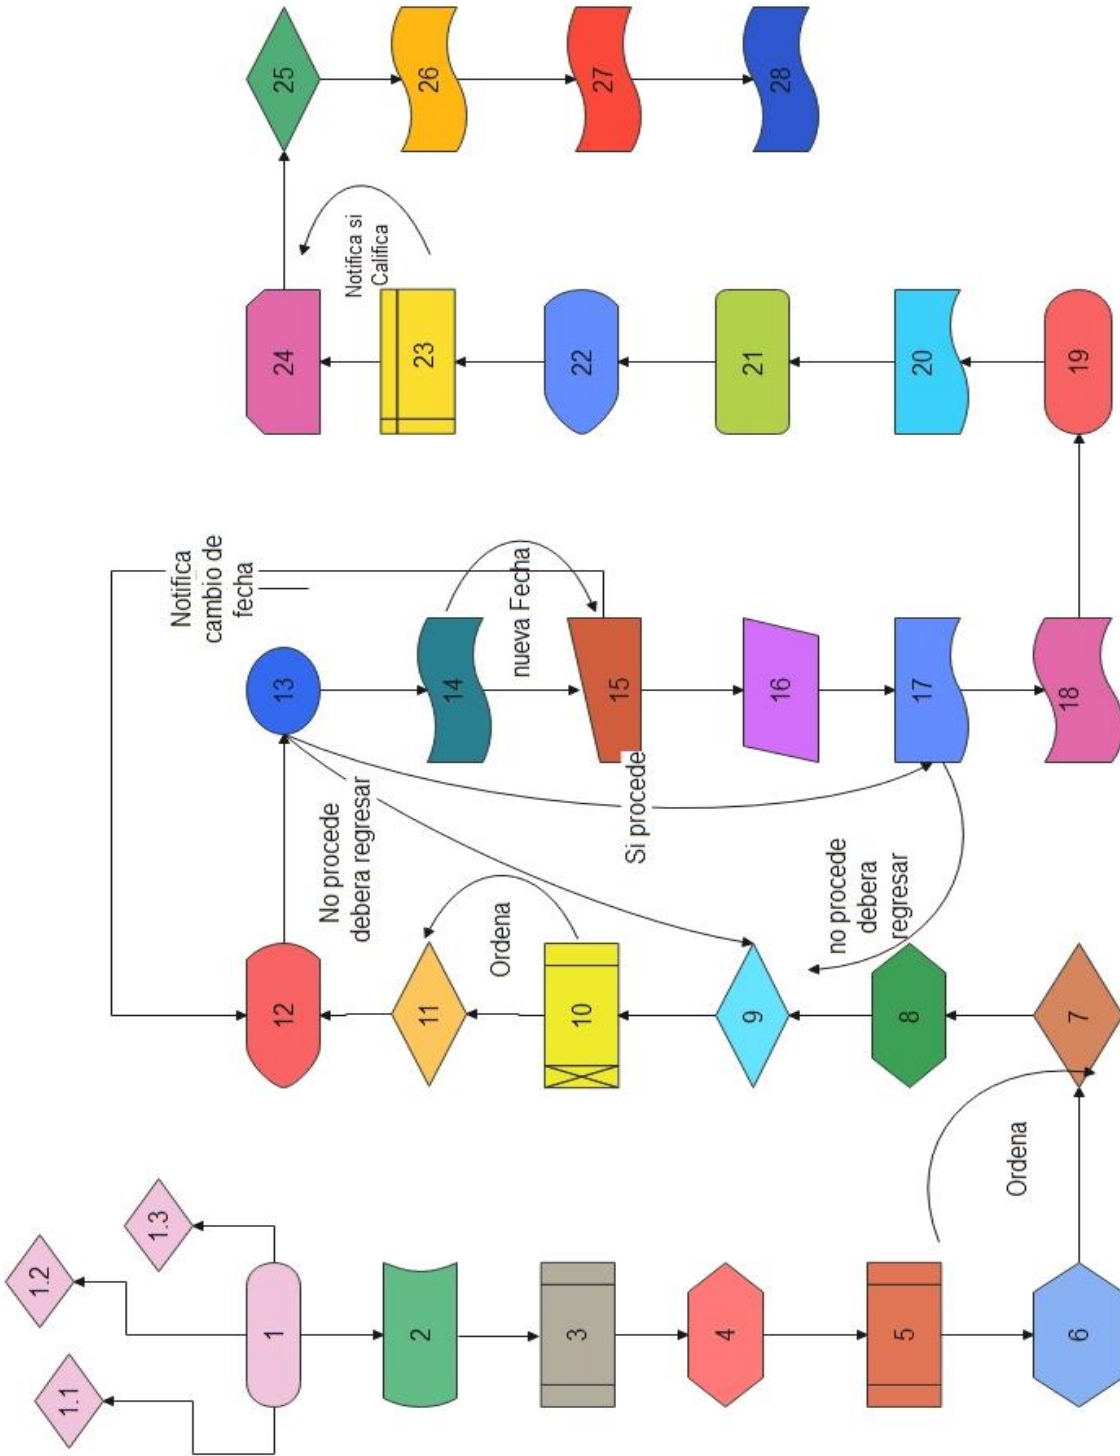 1.1
1.2
1.3
1
2
3
4
5
Ordena
6
7
8
9
10
Ordena
11
12
No procede
debera regresar
no procede
debera
regresar
Notifica
cambio de
fecha
13
14
nueva Fecha
15
Si procede
16
17
18
19
20
21
22
23
Notifica si
Califica
24
25
26
27
28